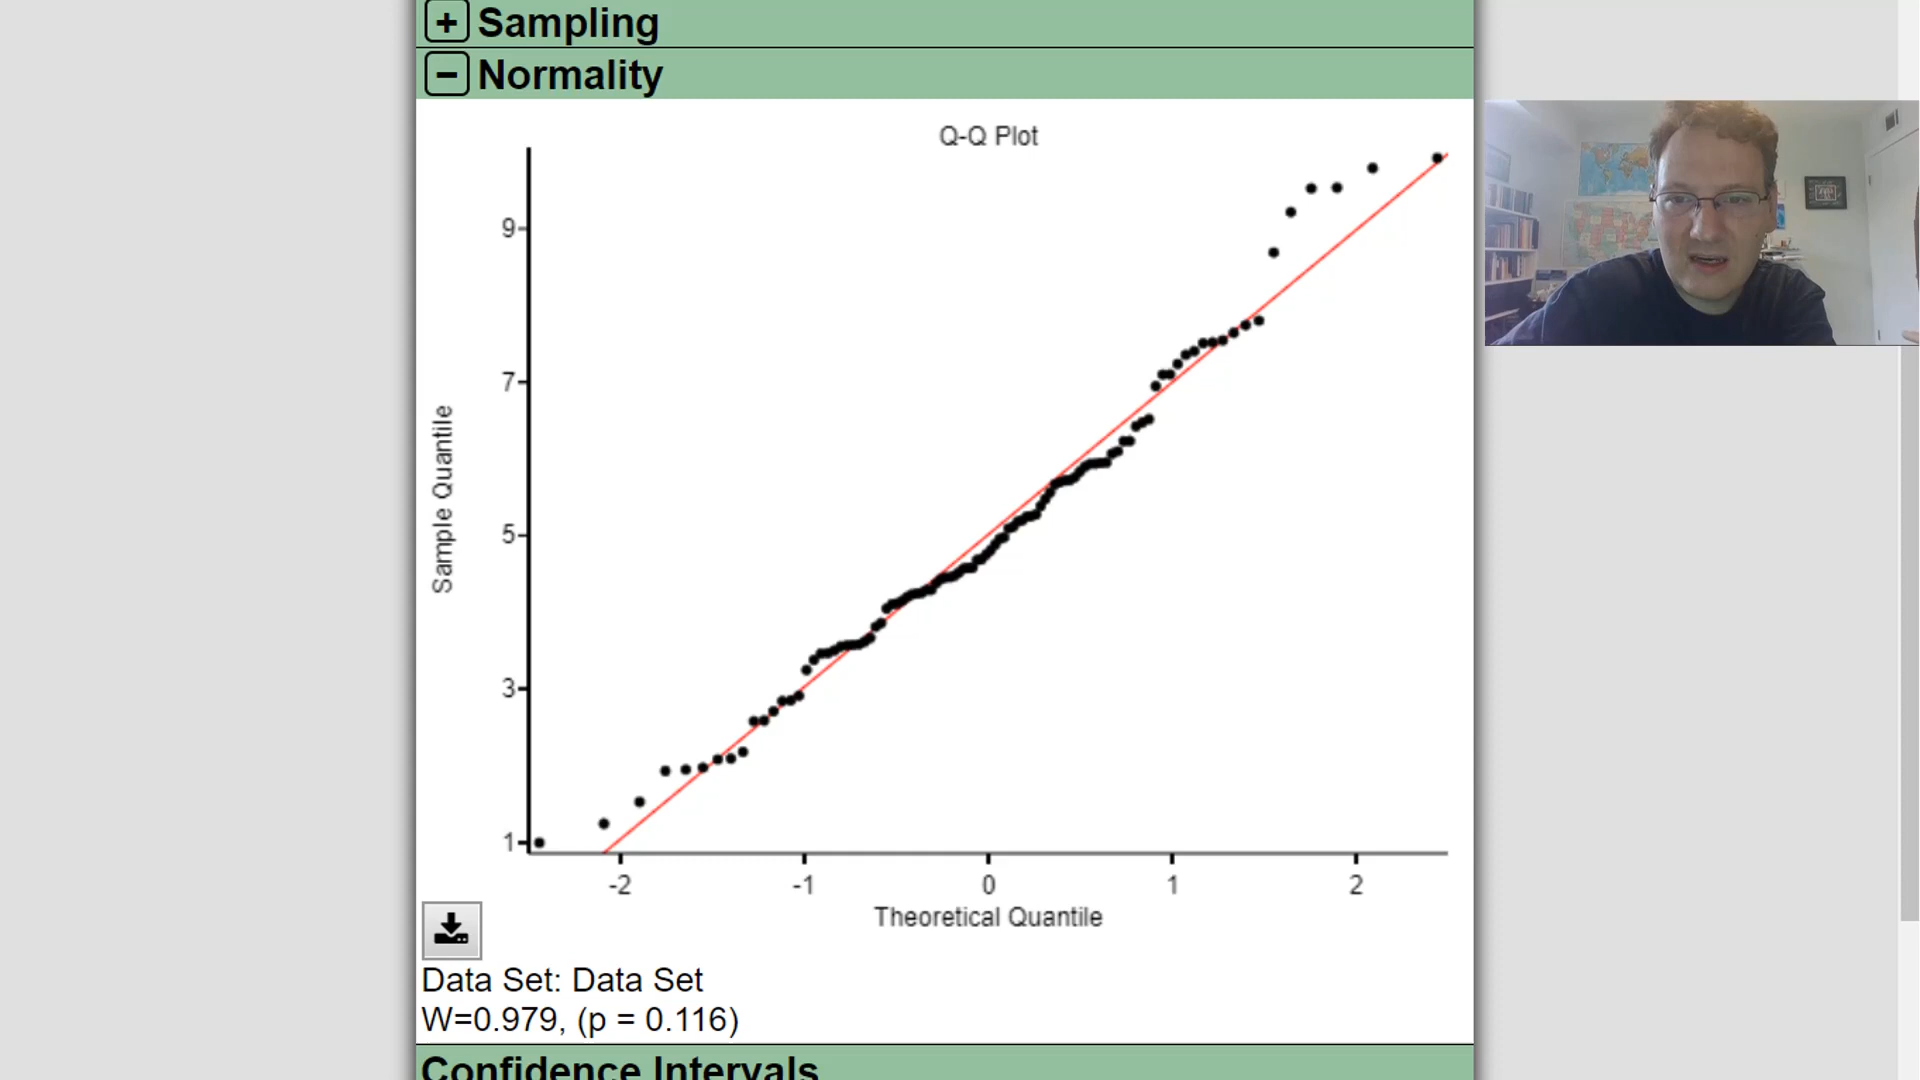 + Sampling
− Normality
Q-Q Plot
9
7
5
3
1
Sample Quantile
-2 -1 0 1 2
Theoretical Quantile
Data Set: Data Set
W=0.979, (p = 0.116)
Confidence Intervals